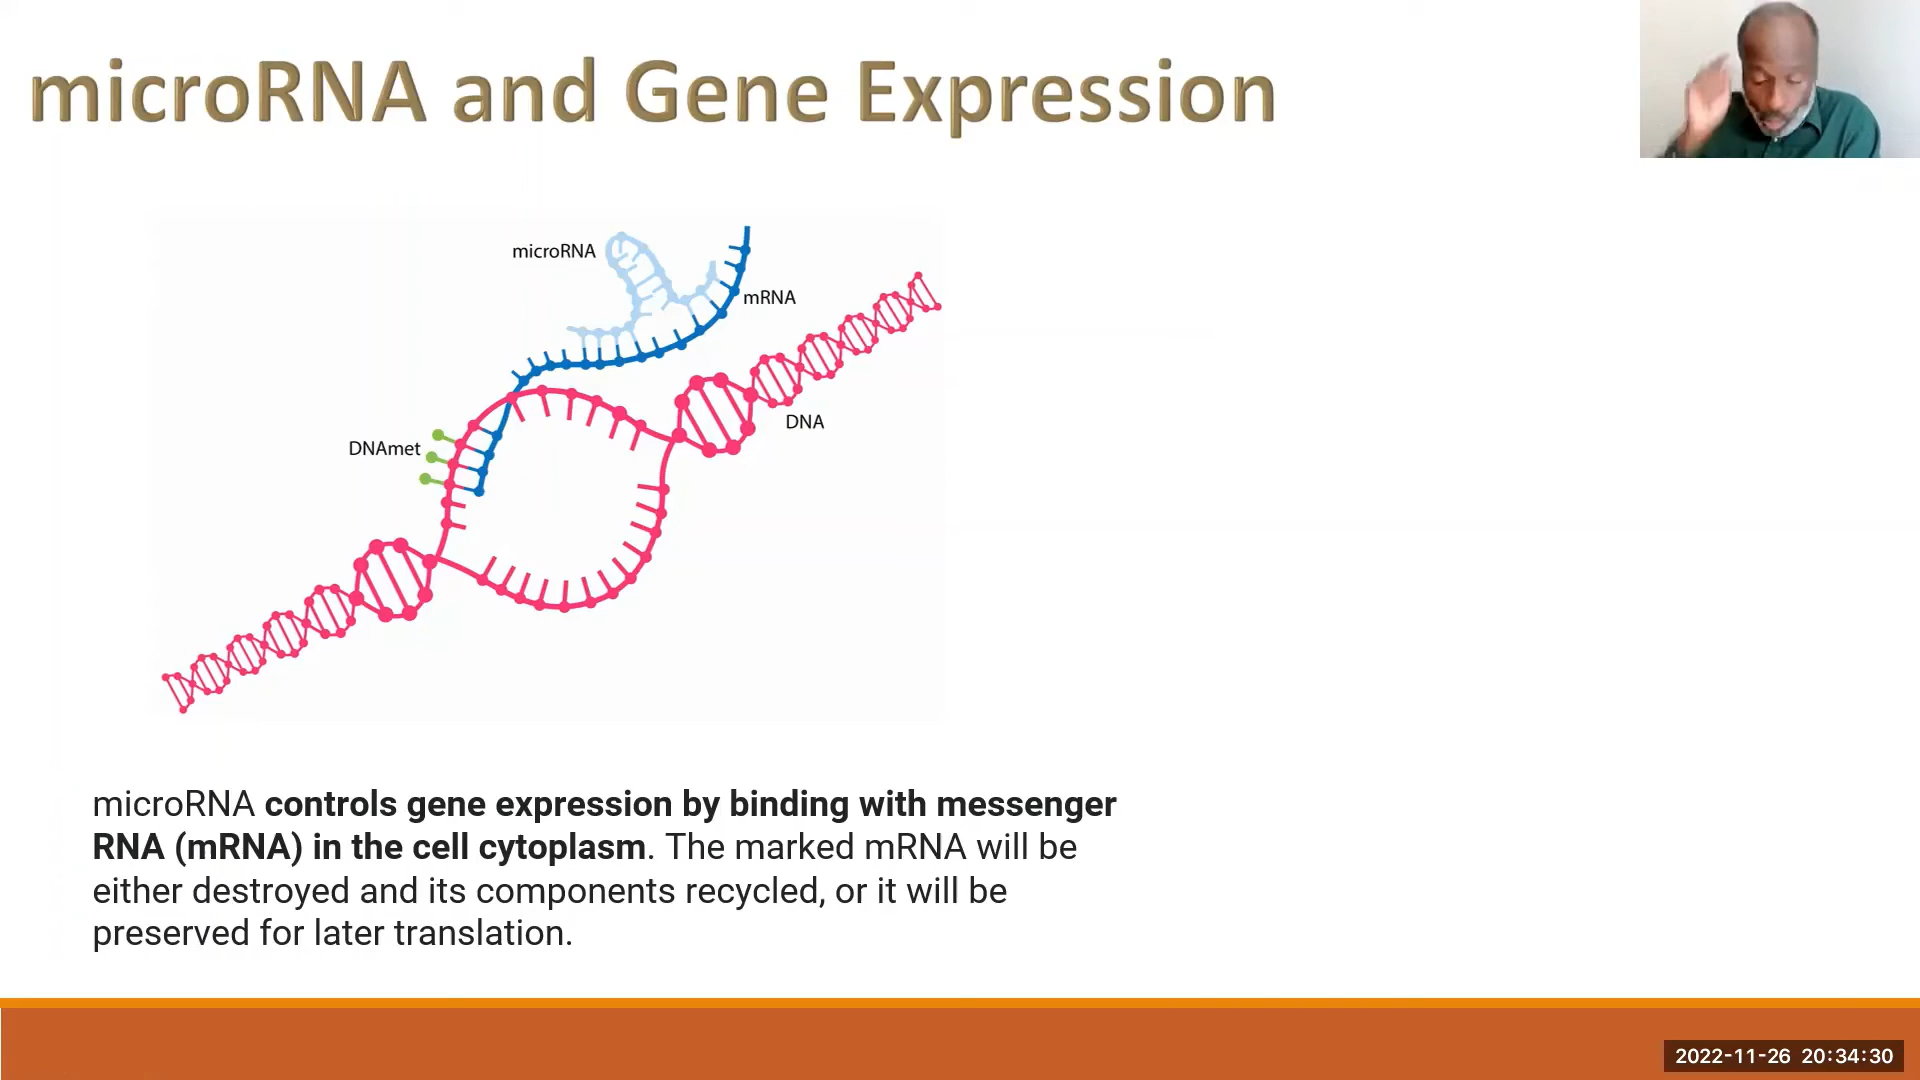 microRNA and Gene Expression
microRNA
mRNA
DNA
DNAmet
microRNA controls gene expression by binding with messenger
RNA (mRNA) in the cell cytoplasm. The marked mRNA will be
either destroyed and its components recycled, or it will be
preserved for later translation.
2022-11-26 20:34:30